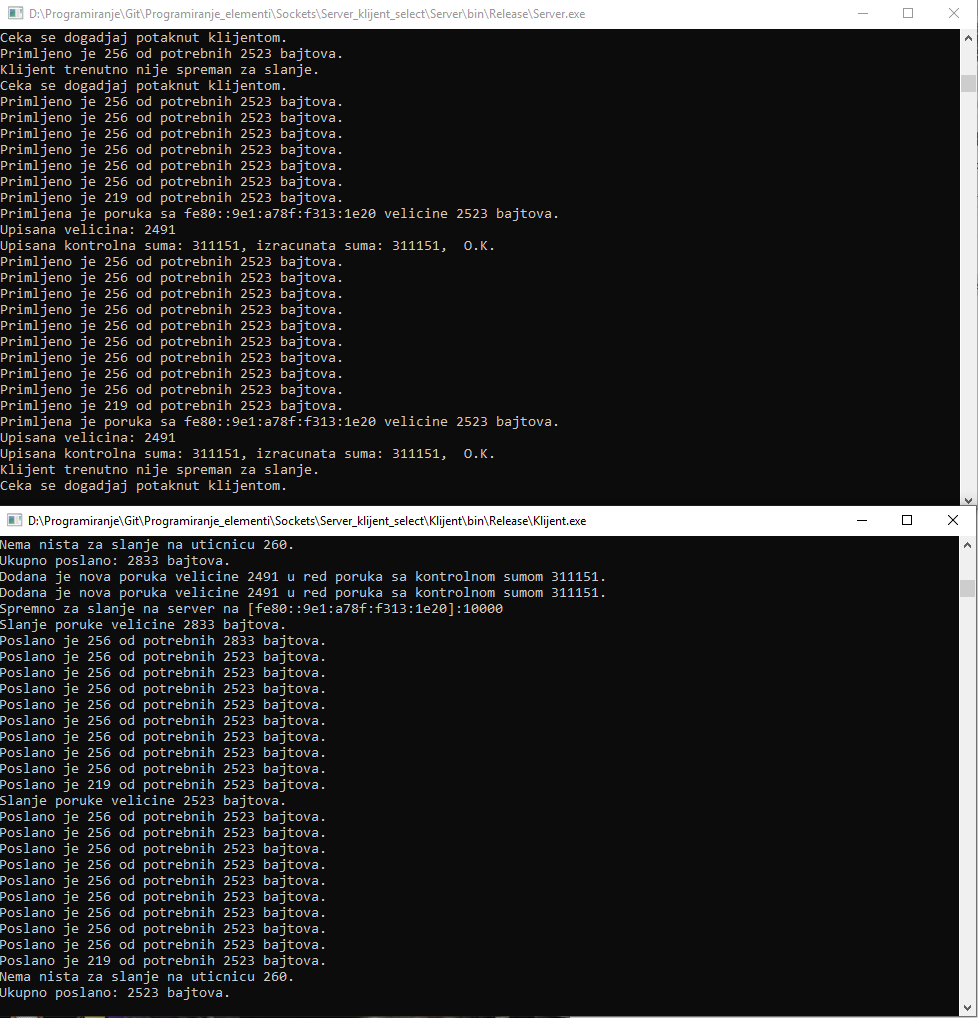 D:\Programiranje\Git\Programiranje_elementi\Sockets\Server_klijent_select\Server\bin\Release\Server.exe
Ceka se dogadjaj potaknut klijentom.
Primljeno je 256 od potrebnih 2523 bajtova.
Klijent trenutno nije spreman za slanje.
Ceka se dogadjaj potaknut klijentom.
Primljeno je 256 od potrebnih 2523 bajtova.
Primljeno je 256 od potrebnih 2523 bajtova.
Primljeno je 256 od potrebnih 2523 bajtova.
Primljeno je 256 od potrebnih 2523 bajtova.
Primljeno je 256 od potrebnih 2523 bajtova.
Primljeno je 256 od potrebnih 2523 bajtova.
Primljeno je 219 od potrebnih 2523 bajtova.
Primljena je poruka sa fe80::9e1:a78f:f313:1e20 velicine 2523 bajtova.
Upisana velicina: 2491
Upisana kontrolna suma: 311151, izracunata suma: 311151,  O.K.
Primljeno je 256 od potrebnih 2523 bajtova.
Primljeno je 256 od potrebnih 2523 bajtova.
Primljeno je 256 od potrebnih 2523 bajtova.
Primljeno je 256 od potrebnih 2523 bajtova.
Primljeno je 256 od potrebnih 2523 bajtova.
Primljeno je 256 od potrebnih 2523 bajtova.
Primljeno je 256 od potrebnih 2523 bajtova.
Primljeno je 256 od potrebnih 2523 bajtova.
Primljeno je 256 od potrebnih 2523 bajtova.
Primljeno je 219 od potrebnih 2523 bajtova.
Primljena je poruka sa fe80::9e1:a78f:f313:1e20 velicine 2523 bajtova.
Upisana velicina: 2491
Upisana kontrolna suma: 311151, izracunata suma: 311151,  O.K.
Klijent trenutno nije spreman za slanje.
Ceka se dogadjaj potaknut klijentom.
D:\Programiranje\Git\Programiranje_elementi\Sockets\Server_klijent_select\Klijent\bin\Release\Klijent.exe
Nema nista za slanje na uticnicu 260.
Ukupno poslano: 2833 bajtova.
Dodana je nova poruka velicine 2491 u red poruka sa kontrolnom sumom 311151.
Dodana je nova poruka velicine 2491 u red poruka sa kontrolnom sumom 311151.
Spremno za slanje na server na [fe80::9e1:a78f:f313:1e20]:10000
Slanje poruke velicine 2833 bajtova.
Poslano je 256 od potrebnih 2833 bajtova.
Poslano je 256 od potrebnih 2523 bajtova.
Poslano je 256 od potrebnih 2523 bajtova.
Poslano je 256 od potrebnih 2523 bajtova.
Poslano je 256 od potrebnih 2523 bajtova.
Poslano je 256 od potrebnih 2523 bajtova.
Poslano je 256 od potrebnih 2523 bajtova.
Poslano je 256 od potrebnih 2523 bajtova.
Poslano je 256 od potrebnih 2523 bajtova.
Poslano je 219 od potrebnih 2523 bajtova.
Slanje poruke velicine 2523 bajtova.
Poslano je 256 od potrebnih 2523 bajtova.
Poslano je 256 od potrebnih 2523 bajtova.
Poslano je 256 od potrebnih 2523 bajtova.
Poslano je 256 od potrebnih 2523 bajtova.
Poslano je 256 od potrebnih 2523 bajtova.
Poslano je 256 od potrebnih 2523 bajtova.
Poslano je 256 od potrebnih 2523 bajtova.
Poslano je 256 od potrebnih 2523 bajtova.
Poslano je 256 od potrebnih 2523 bajtova.
Poslano je 219 od potrebnih 2523 bajtova.
Nema nista za slanje na uticnicu 260.
Ukupno poslano: 2523 bajtova.